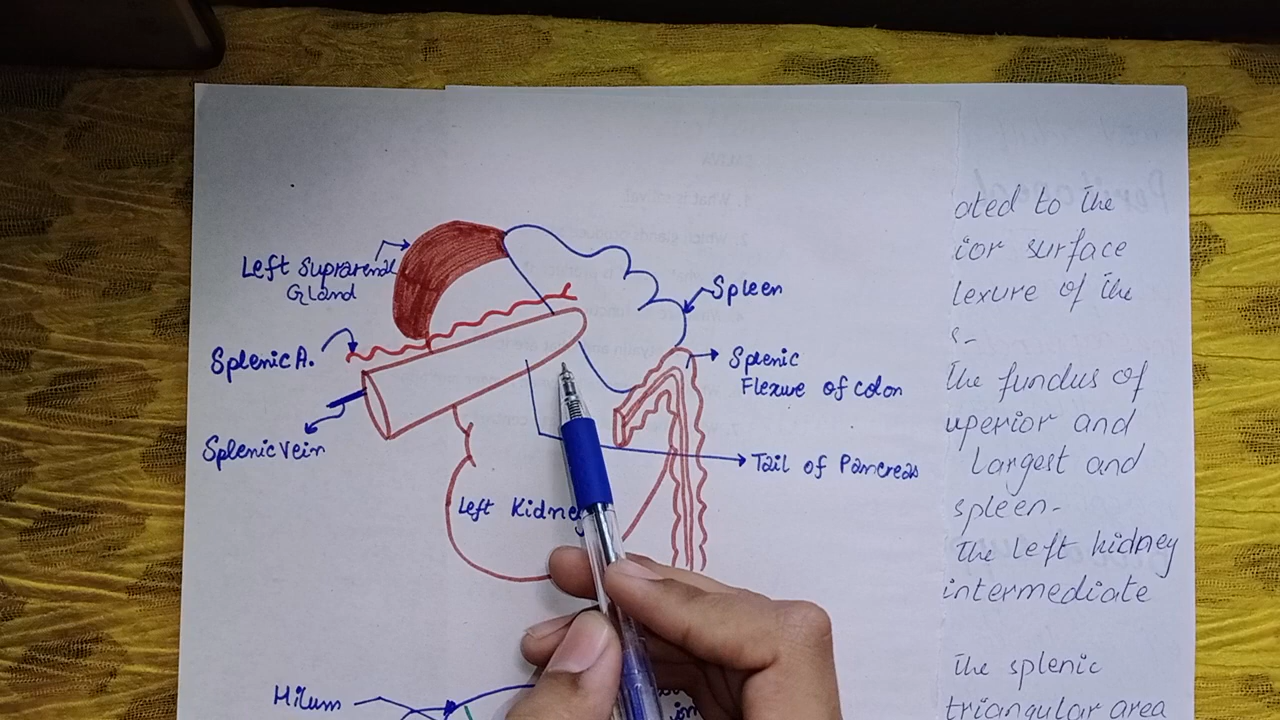 Left Suprarenal
Gland
Splenic A.
Splenic vein
Spleen
Splenic
Flexure of colon
Tail of Pancreas
Left Kidney
Hilum
ated to the
ior surface
lexure of the
s-
The fundus of
uperior and
Largest and
spleen-
The Left kidney
intermediate
The splenic
triangular area